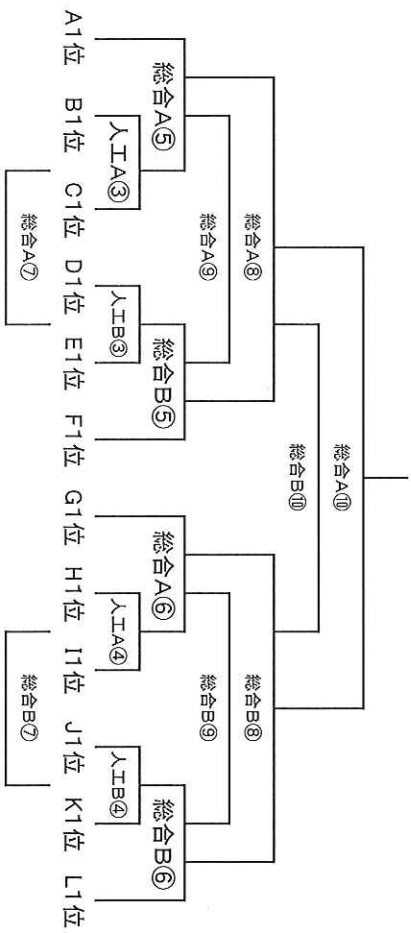 A1位
B1位
C1位
D1位
E1位
F1位
G1位
H1位
I1位
J1位
K1位
L1位
人工A③
人工B③
人工A④
人工B④
総合A⑤
総合B⑤
総合A⑥
総合B⑥
総合A⑦
総合B⑦
総合A⑨
総合B⑨
総合A⑧
総合B⑧
総合B⑩
総合A⑩